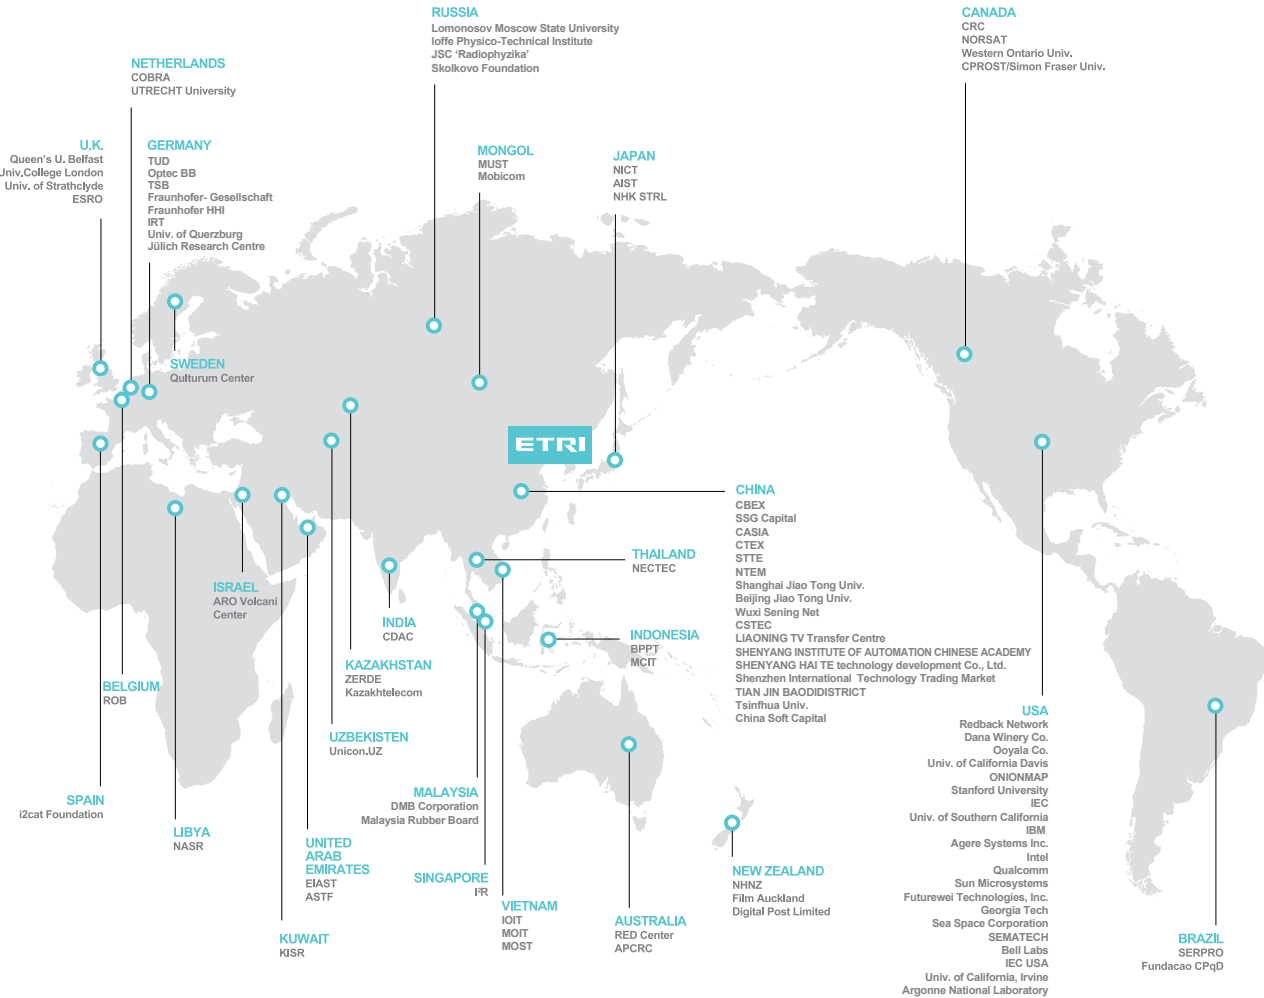 RUSSIA
Lomonosov Moscow State University
Ioffe Physico-Technical Institute
JSC ‘Radiophyzika’
Skolkovo Foundation
CANADA
CRC
NORSAT
Western Ontario Univ.
CPROST/Simon Fraser Univ.
NETHERLANDS
COBRA
UTRECHT University
U.K.
Queen’s U. Belfast
Univ.College London
Univ. of Strathclyde
ESRO
GERMANY
TUD
Optec BB
TSB
Fraunhofer- Gesellschaft
Fraunhofer HHI
IRT
Univ. of Querzburg
Jülich Research Centre
MONGOL
MUST
Mobicom
JAPAN
NICT
AIST
NHK STRL
SWEDEN
Qulturum Center
ETRI
CHINA
CBEX
SSG Capital
CASIA
CTEX
STTE
NTEM
Shanghai Jiao Tong Univ.
Beijing Jiao Tong Univ.
Wuxi Sening Net
CSTEC
LIAONING TV Transfer Centre
SHENYANG INSTITUTE OF AUTOMATION CHINESE ACADEMY
SHENYANG HAI TE technology development Co., Ltd.
Shenzhen International Technology Trading Market
TIAN JIN BAODIDISTRICT
Tsinfhua Univ.
China Soft Capital
THAILAND
NECTEC
ISRAEL
ARO Volcani
Center
INDIA
CDAC
INDONESIA
BPPT
MCIT
KAZAKHSTAN
ZERDE
Kazakhtelecom
BELGIUM
ROB
UZBEKISTEN
Unicon.UZ
USA
Redback Network
Dana Winery Co.
Ooyala Co.
Univ. of California Davis
ONIONMAP
Stanford University
IEC
Univ. of Southern California
IBM
Agere Systems Inc.
Intel
Qualcomm
Sun Microsystems
Futurewei Technologies, Inc.
Georgia Tech
Sea Space Corporation
SEMATECH
Bell Labs
IEC USA
Univ. of California, Irvine
Argonne National Laboratory
SPAIN
i2cat Foundation
MALAYSIA
DMB Corporation
Malaysia Rubber Board
LIBYA
NASR
UNITED
ARAB
EMIRATES
EIAST
ASTF
SINGAPORE
I²R
NEW ZEALAND
NHNZ
Film Auckland
Digital Post Limited
VIETNAM
IOIT
MOIT
MOST
AUSTRALIA
RED Center
APCRC
KUWAIT
KISR
BRAZIL
SERPRO
Fundacao CPqD